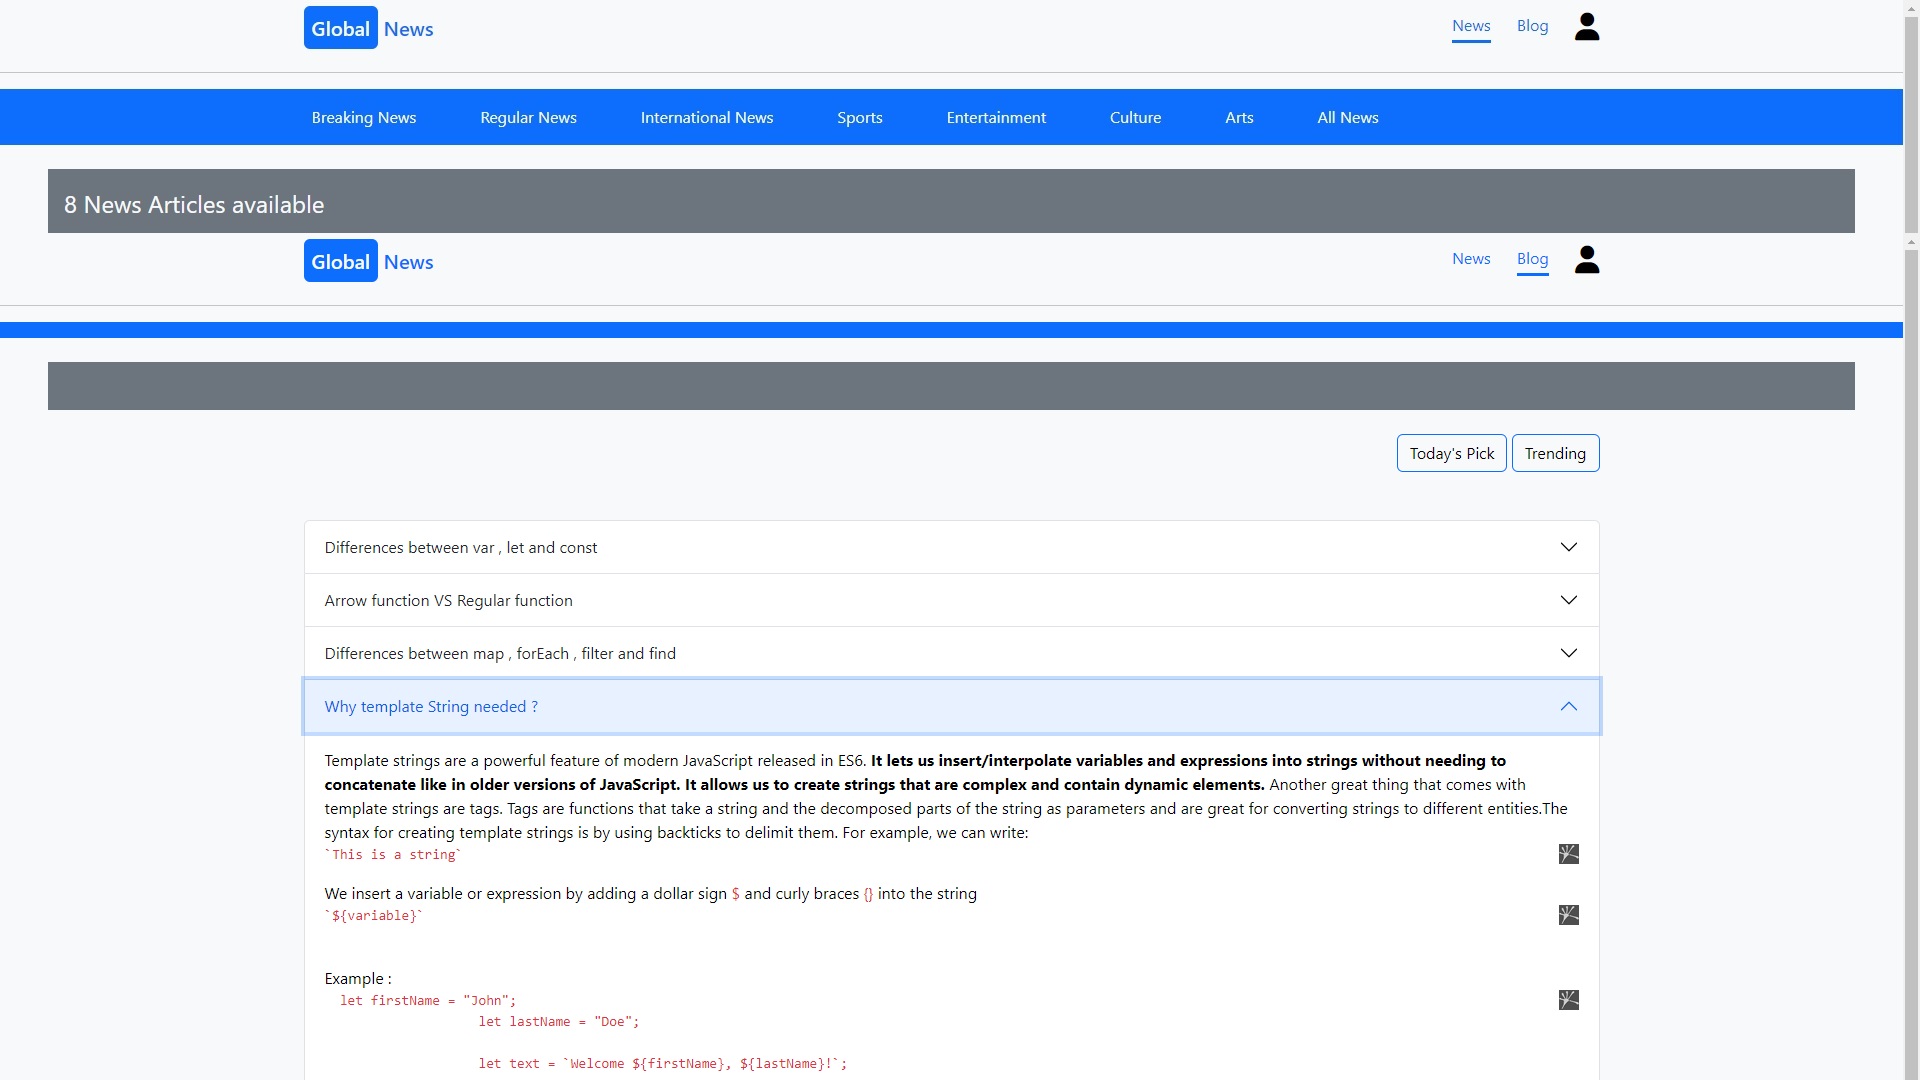 Global News
News Blog
Breaking News Regular News International News Sports Entertainment Culture Arts All News
8 News Articles available
Global News
News Blog
Today's Pick Trending
Differences between var , let and const
Arrow function VS Regular function
Differences between map , forEach , filter and find
Why template String needed ?
Template strings are a powerful feature of modern JavaScript released in ES6. It lets us insert/interpolate variables and expressions into strings without needing to
concatenate like in older versions of JavaScript. It allows us to create strings that are complex and contain dynamic elements. Another great thing that comes with
template strings are tags. Tags are functions that take a string and the decomposed parts of the string as parameters and are great for converting strings to different entities.The
syntax for creating template strings is by using backticks to delimit them. For example, we can write:
`This is a string`
We insert a variable or expression by adding a dollar sign $ and curly braces {} into the string
`${variable}`
Example :
let firstName = "John";
let lastName = "Doe";
let text = `Welcome ${firstName}, ${lastName}!`;